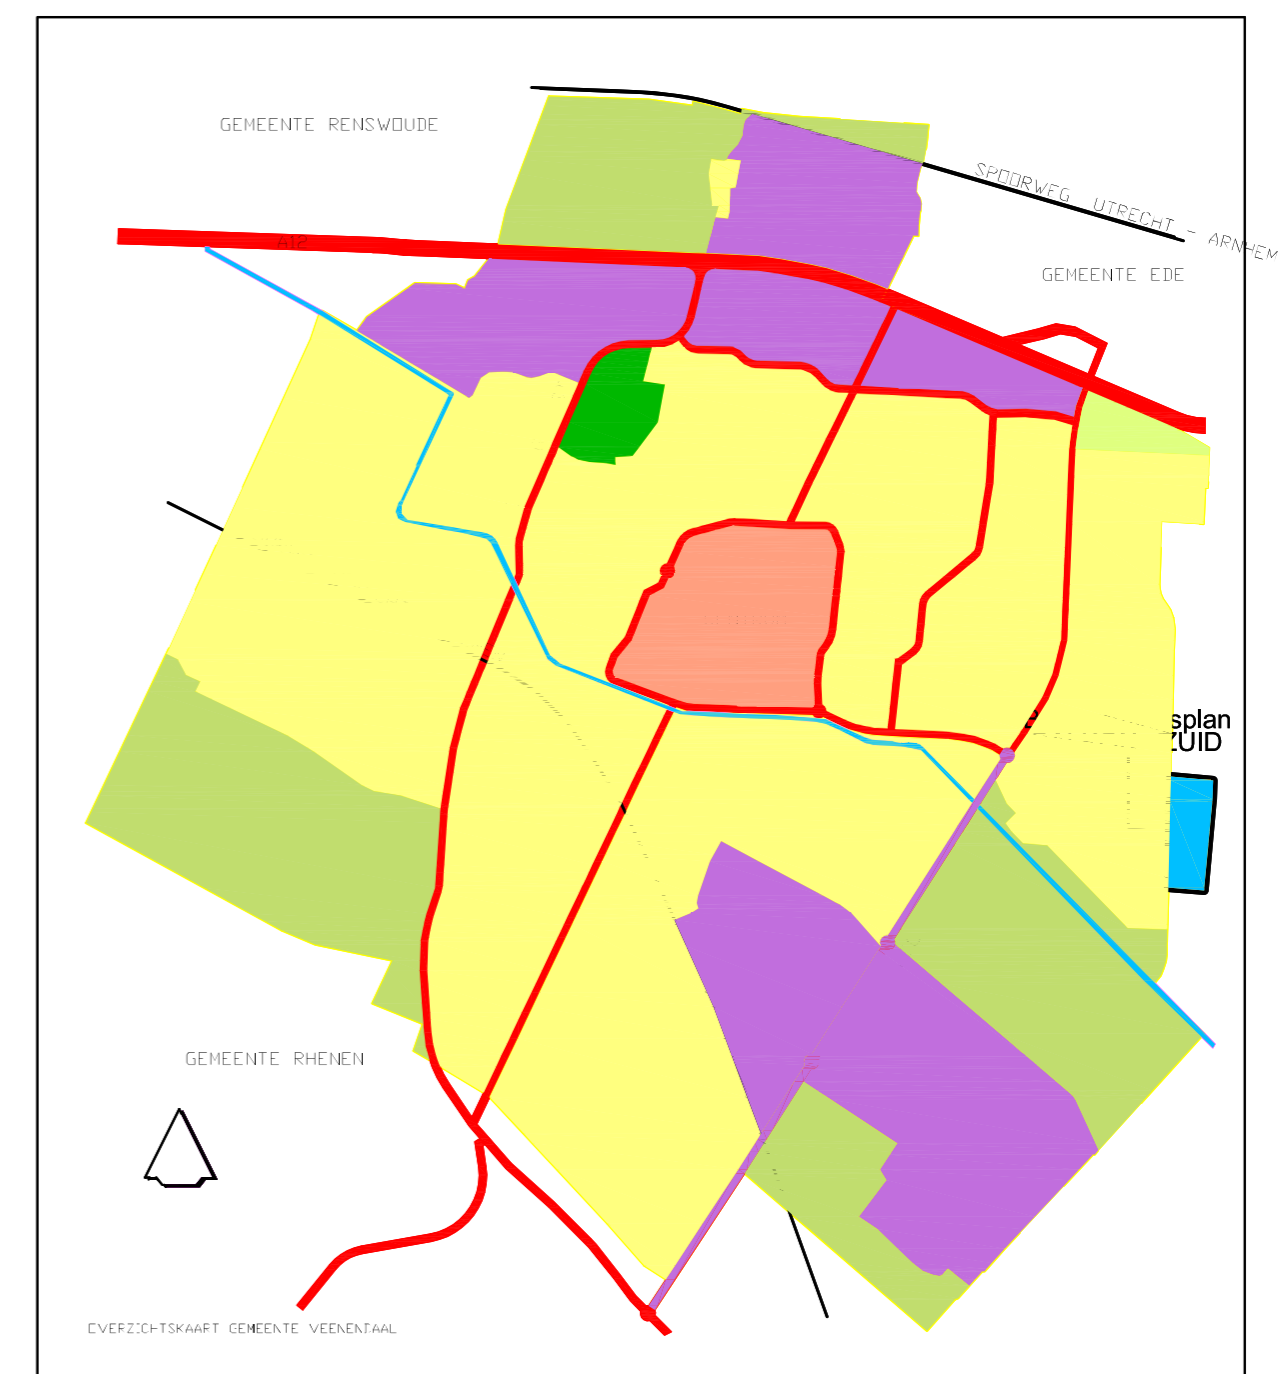 GEMEENTE RENSWOUDE
SPOORWEG UTRECHT - ARNHEM
A12
GEMEENTE EDE
splan
ZUID
GEMEENTE RHENEN
OVERZICHTSKAART GEMEENTE VEENENDAAL